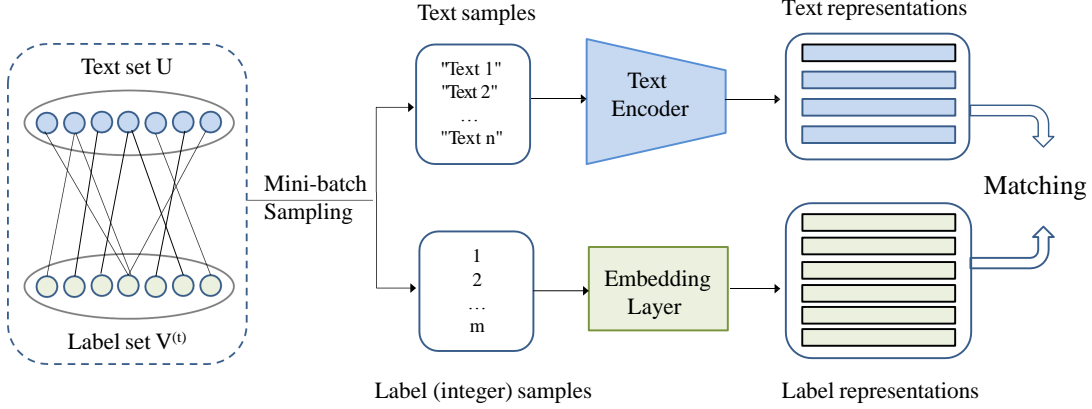 Text set U
Label set V(t)
Mini-batch
Sampling
Text samples
"Text 1"
"Text 2"
…
"Text n"
Text
Encoder
Text representations
Matching
1
2
…
m
Label (integer) samples
Embedding
Layer
Label representations